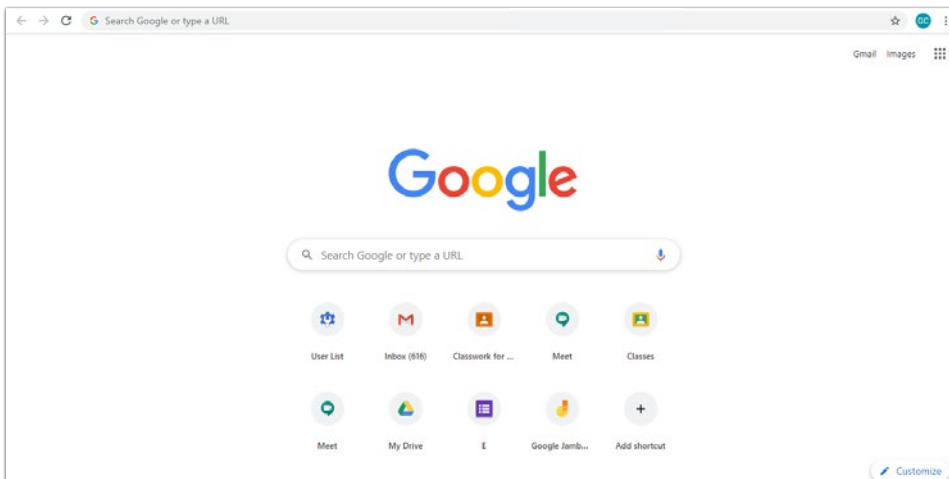 Search Google or type a URL
GC
Gmail Images
Google
Search Google or type a URL
User List Inbox (616) Classwork for ... Meet Classes
Meet My Drive E Google Jamb... Add shortcut
Customize